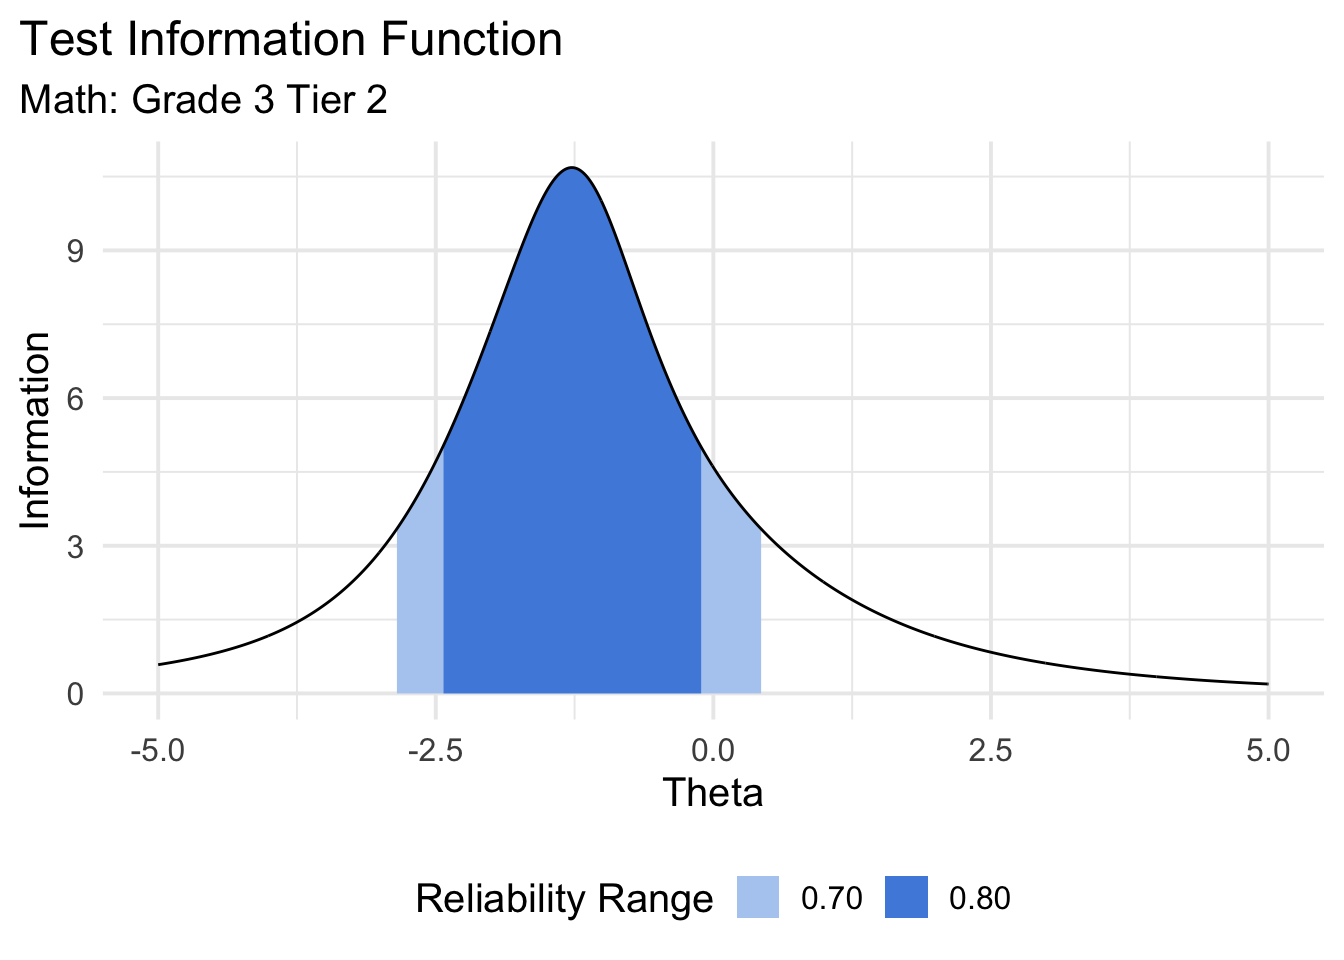 Test Information Function
Math: Grade 3 Tier 2
Information
9
6
3
0
-5.0 -2.5 0.0 2.5 5.0
Theta
Reliability Range 0.70 0.80